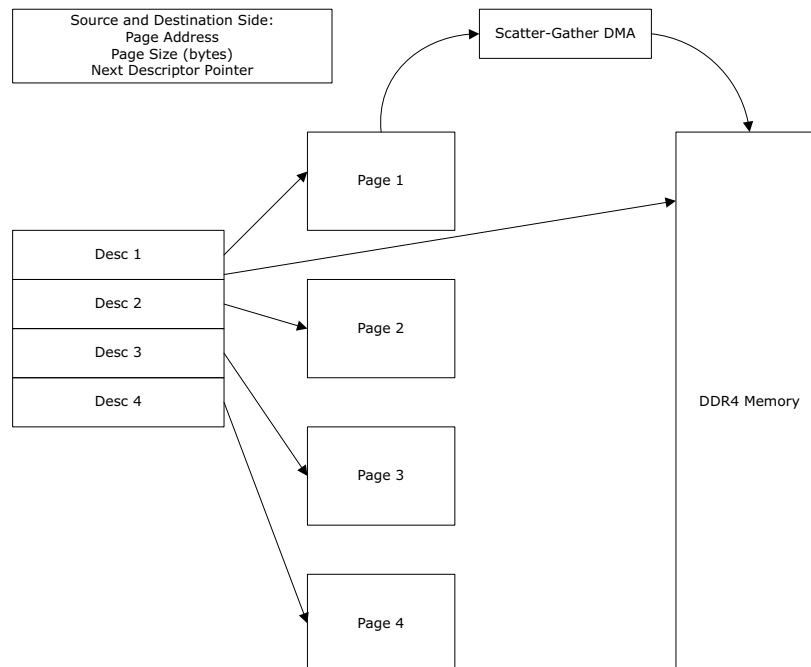 Source and Destination Side:
Page Address
Page Size (bytes)
Next Descriptor Pointer
Scatter-Gather DMA
Page 1
Desc 1
Desc 2
Page 2
Desc 3
Desc 4
DDR4 Memory
Page 3
Page 4